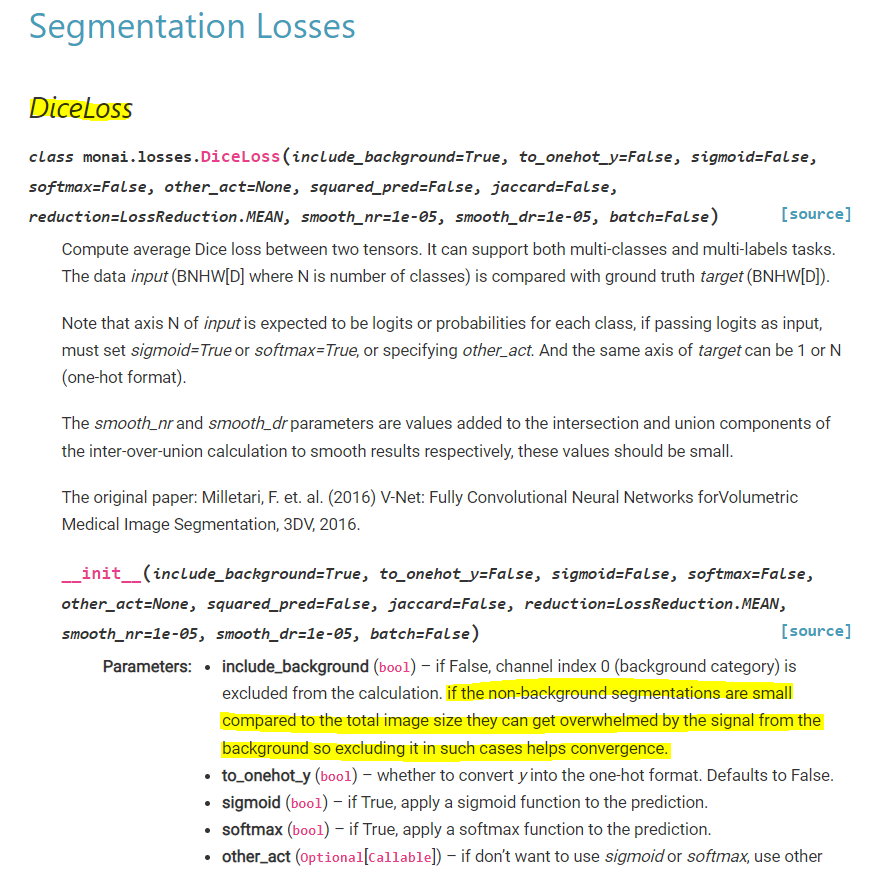 Segmentation Losses
DiceLoss
class monai.losses.DiceLoss(include_background=True, to_onehot_y=False, sigmoid=False,
softmax=False, other_act=None, squared_pred=False, jaccard=False,
reduction=LossReduction.MEAN, smooth_nr=1e-05, smooth_dr=1e-05, batch=False) [source]
Compute average Dice loss between two tensors. It can support both multi-classes and multi-labels tasks.
The data input (BNHW[D] where N is number of classes) is compared with ground truth target (BNHW[D]).
Note that axis N of input is expected to be logits or probabilities for each class, if passing logits as input,
must set sigmoid=True or softmax=True, or specifying other_act. And the same axis of target can be 1 or N
(one-hot format).
The smooth_nr and smooth_dr parameters are values added to the intersection and union components of
the inter-over-union calculation to smooth results respectively, these values should be small.
The original paper: Milletari, F. et. al. (2016) V-Net: Fully Convolutional Neural Networks forVolumetric
Medical Image Segmentation, 3DV, 2016.
__init__(include_background=True, to_onehot_y=False, sigmoid=False, softmax=False,
other_act=None, squared_pred=False, jaccard=False, reduction=LossReduction.MEAN,
smooth_nr=1e-05, smooth_dr=1e-05, batch=False) [source]
Parameters: • include_background (bool) – if False, channel index 0 (background category) is
excluded from the calculation. if the non-background segmentations are small
compared to the total image size they can get overwhelmed by the signal from the
background so excluding it in such cases helps convergence.
• to_onehot_y (bool) – whether to convert y into the one-hot format. Defaults to False.
• sigmoid (bool) – if True, apply a sigmoid function to the prediction.
• softmax (bool) – if True, apply a softmax function to the prediction.
• other_act (Optional[Callable]) – if don't want to use sigmoid or softmax, use other